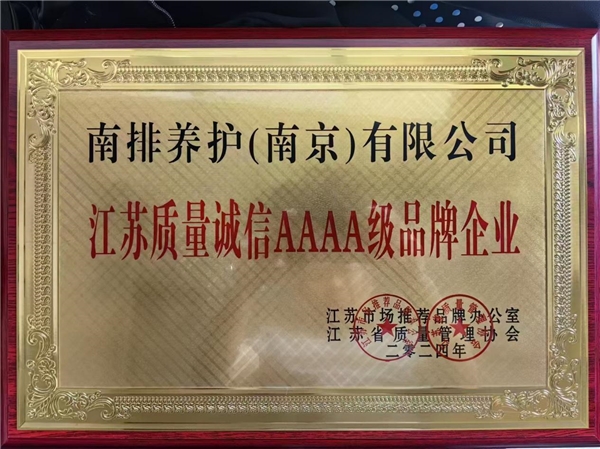 南排养护(南京)有限公司
江苏质量诚信AAAA级品牌企业
江苏市场推荐品牌办公室
江苏省质量管理协会
二零二四年